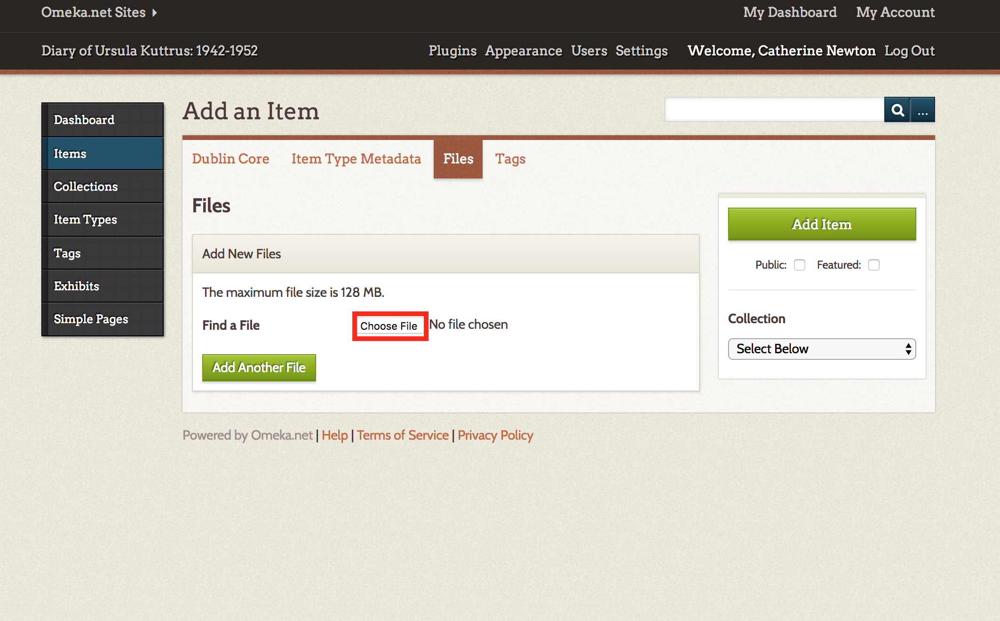 Omeka.net Sites
My Dashboard My Account
Diary of Ursula Kuttrus: 1942-1952
Plugins Appearance Users Settings Welcome, Catherine Newton Log Out
Dashboard
Items
Collections
Item Types
Tags
Exhibits
Simple Pages
Add an Item
...
Dublin Core Item Type Metadata Files Tags
Files
Add New Files
The maximum file size is 128 MB.
Find a File Choose File No file chosen
Add Another File
Add Item
Public: Featured:
Collection
Select Below
Powered by Omeka.net | Help | Terms of Service | Privacy Policy